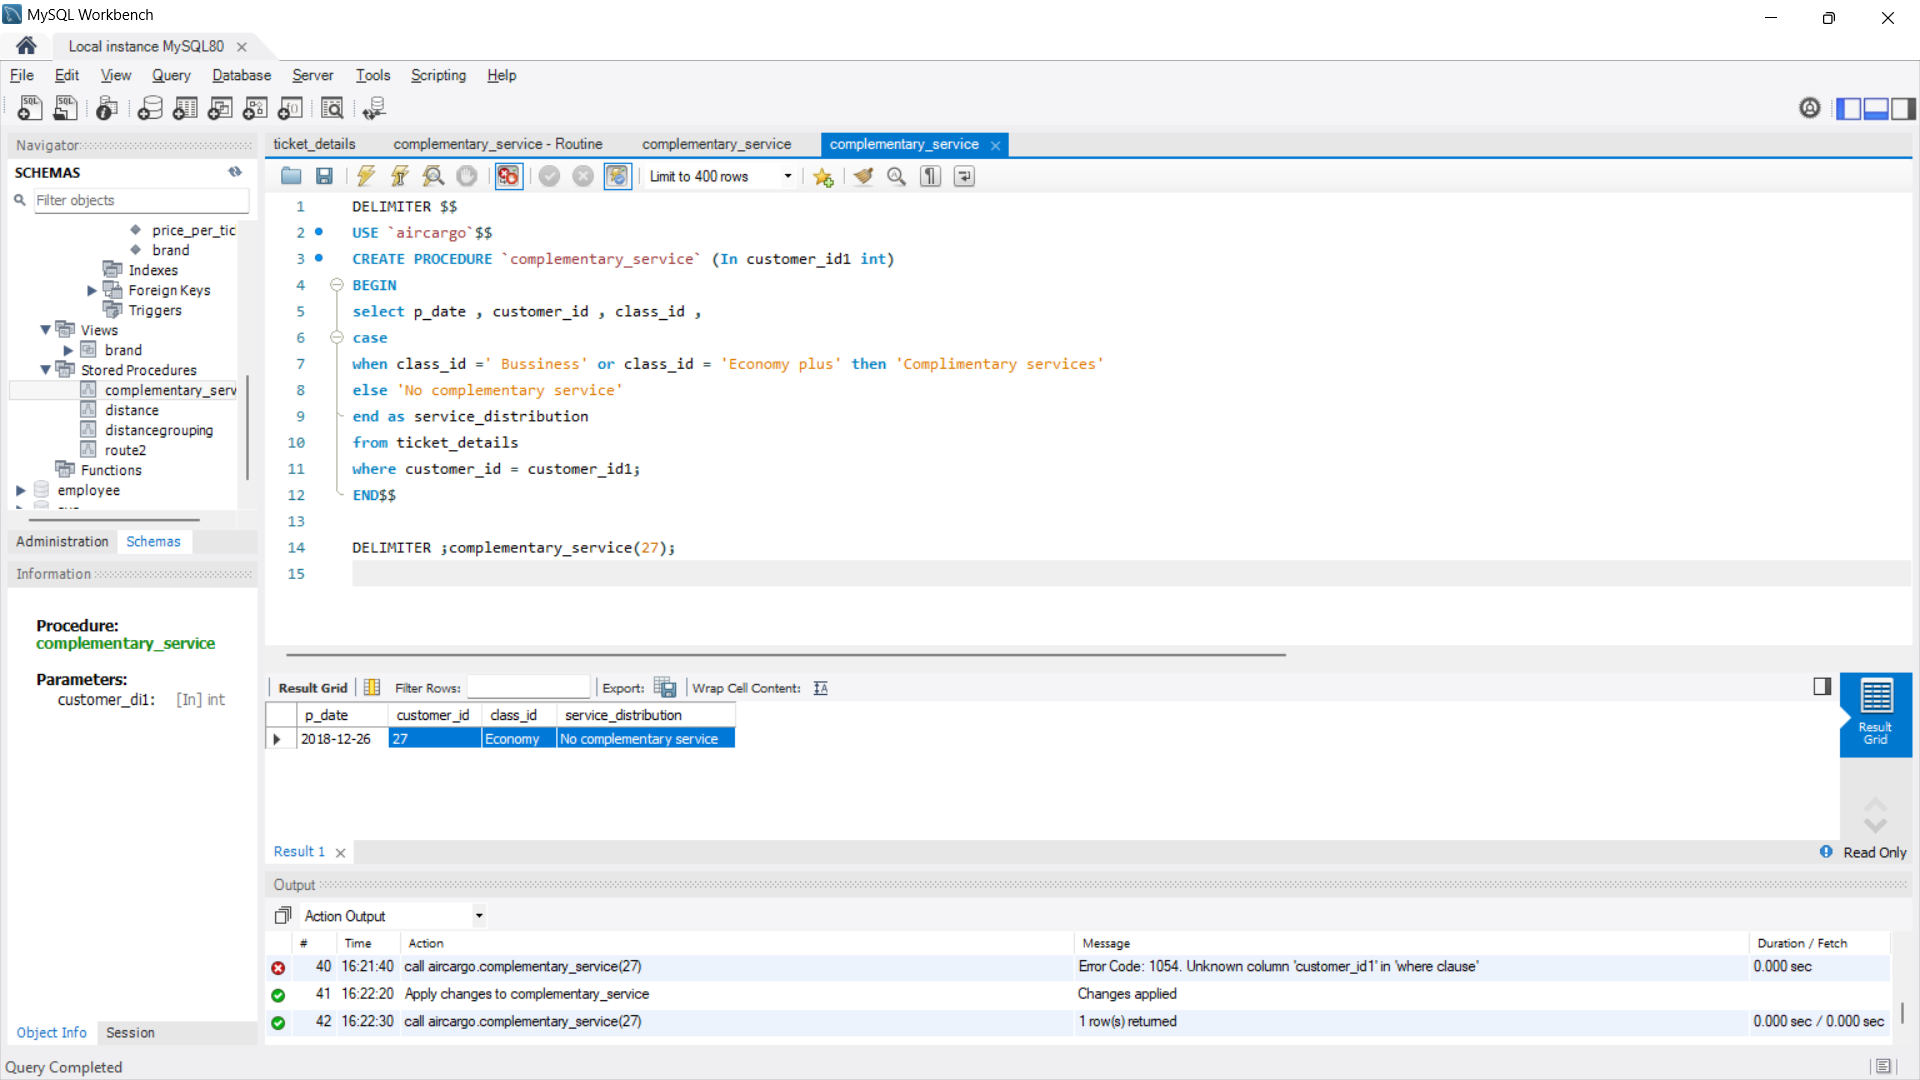 MySQL Workbench
Local instance MySQL80
File Edit View Query Database Server Tools Scripting Help
Navigator
SCHEMAS
Filter objects
price_per_tic
brand
Indexes
Foreign Keys
Triggers
Views
brand
Stored Procedures
complementary_serv
distance
distancegrouping
route2
Functions
employee
Administration Schemas
Information
Procedure:
complementary_service
Parameters:
customer_di1: [In] int
Object Info Session
ticket_details complementary_service - Routine complementary_service complementary_service
Limit to 400 rows
1 DELIMITER $$
2 USE `aircargo`$$
3 CREATE PROCEDURE `complementary_service` (In customer_id1 int)
4 BEGIN
5 select p_date , customer_id , class_id ,
6 case
7 when class_id =' Bussiness' or class_id = 'Economy plus' then 'Complimentary services'
8 else 'No complementary service'
9 end as service_distribution
10 from ticket_details
11 where customer_id = customer_id1;
12 END$$
13
14 DELIMITER ;complementary_service(27);
15
Result Grid Filter Rows: Export: Wrap Cell Content:
p_date customer_id class_id service_distribution
2018-12-26 27 Economy No complementary service
Result Grid
Result 1
Read Only
Output
Action Output
# Time Action Message Duration / Fetch
40 16:21:40 call aircargo.complementary_service(27) Error Code: 1054. Unknown column 'customer_id1' in 'where clause' 0.000 sec
41 16:22:20 Apply changes to complementary_service Changes applied
42 16:22:30 call aircargo.complementary_service(27) 1 row(s) returned 0.000 sec / 0.000 sec
Query Completed